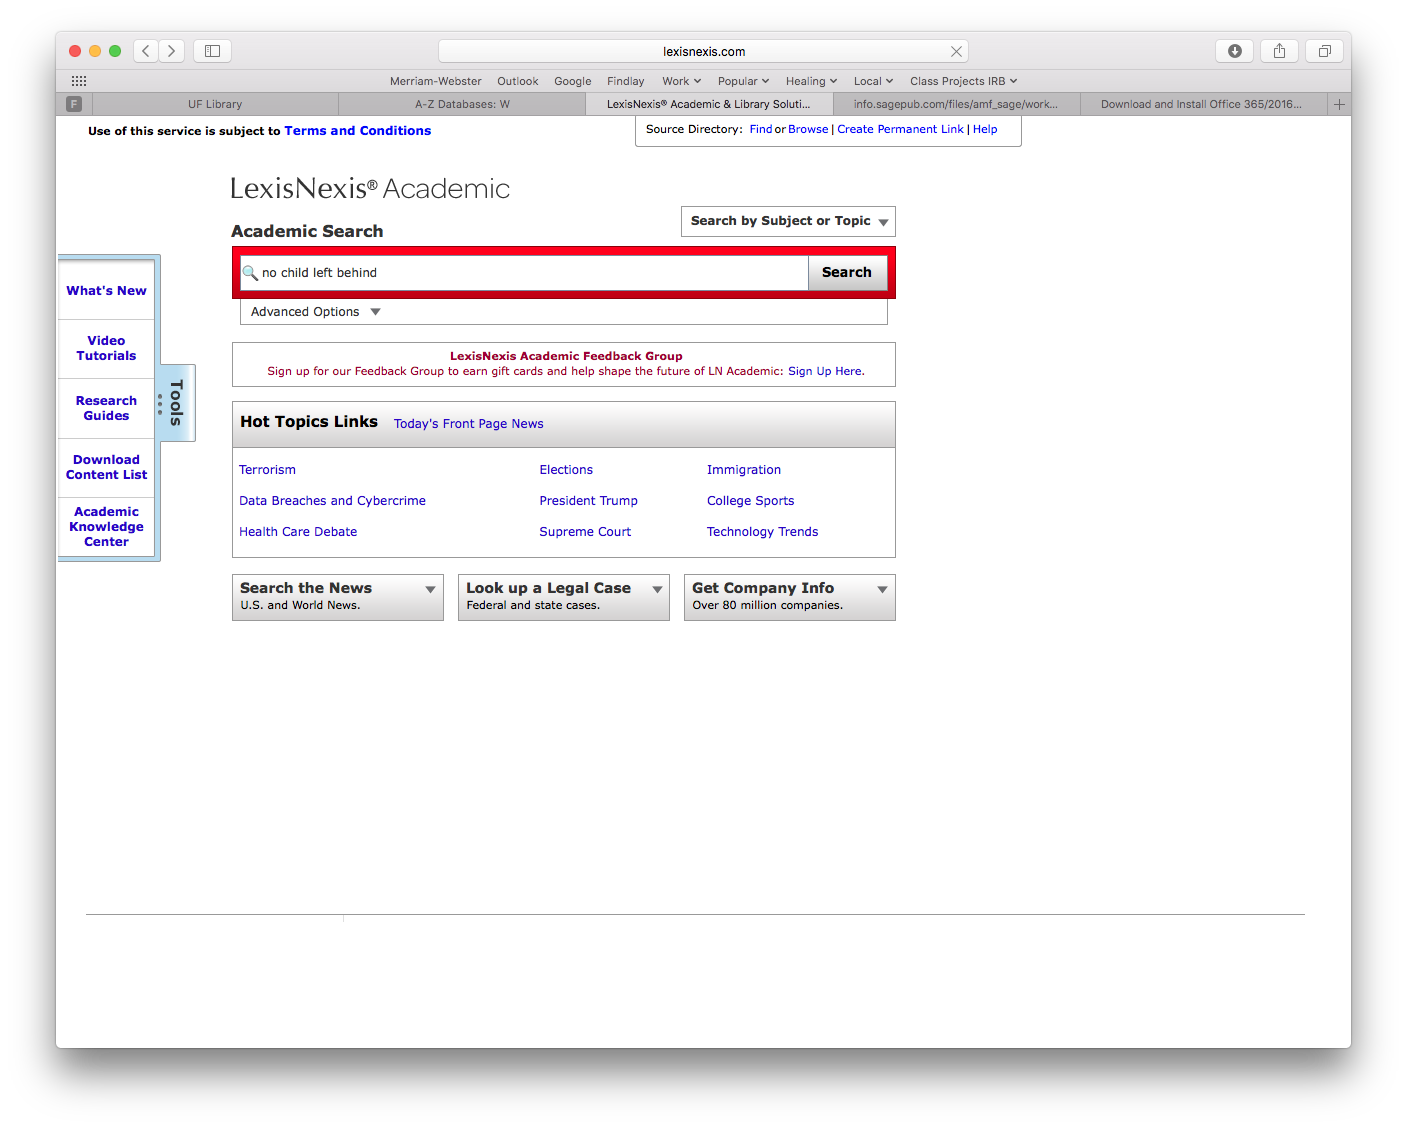 lexisnexis.com
Merriam-Webster Outlook Google Findlay Work Popular Healing Local Class Projects IRB
F UF Library A-Z Databases: W LexisNexis® Academic & Library Soluti... info.sagepub.com/files/amf_sage/work... Download and Install Office 365/2016...
Use of this service is subject to Terms and Conditions
Source Directory: Find or Browse | Create Permanent Link | Help
LexisNexis® Academic
Search by Subject or Topic
Academic Search
no child left behind Search
Advanced Options
What's New
Video
Tutorials
Research
Guides
Download
Content List
Academic
Knowledge
Center
Tools
LexisNexis Academic Feedback Group
Sign up for our Feedback Group to earn gift cards and help shape the future of LN Academic: Sign Up Here.
Hot Topics Links Today's Front Page News
Terrorism Elections Immigration
Data Breaches and Cybercrime President Trump College Sports
Health Care Debate Supreme Court Technology Trends
Search the News
U.S. and World News.
Look up a Legal Case
Federal and state cases.
Get Company Info
Over 80 million companies.